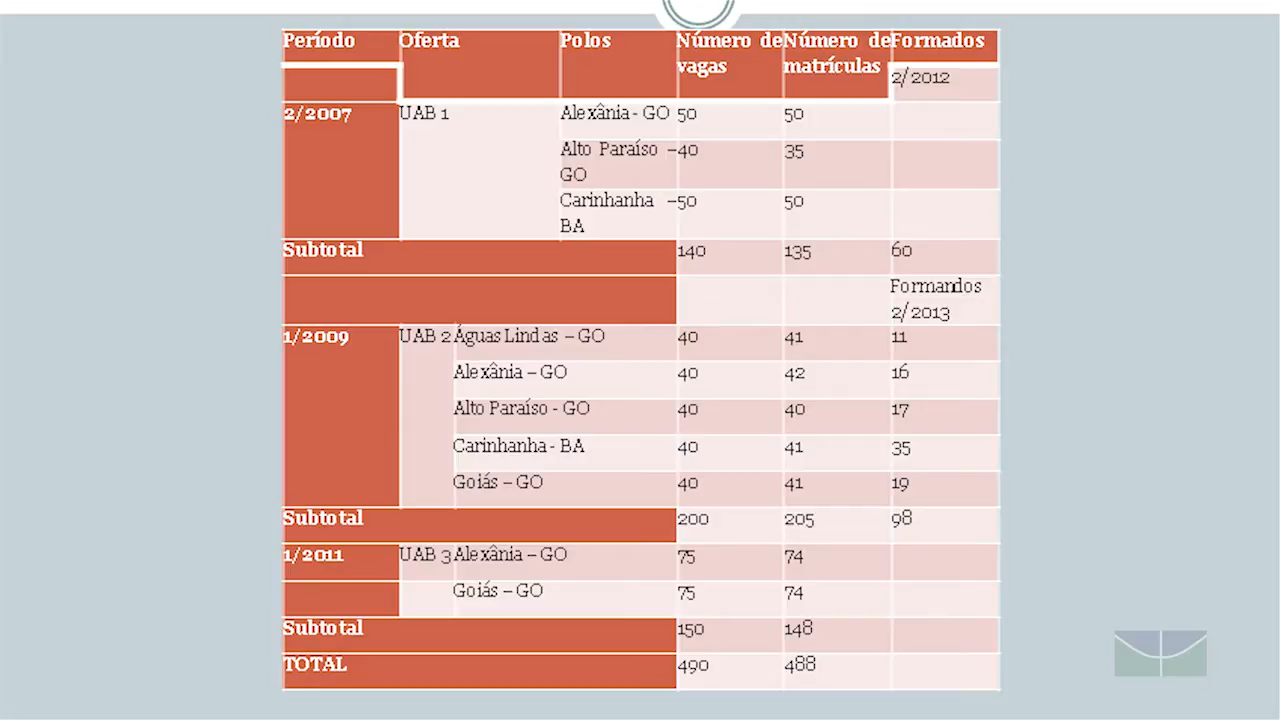 Período Oferta Polos Número de Número de Formados
vagas matrículas
2/2012
2/2007 UAB 1 Alexânia - GO 50 50
Alto Paraíso – 40 35
GO
Carinhanha – 50 50
BA
Subtotal 140 135 60
Formandos
2/2013
1/2009 UAB 2 Águas Lindas – GO 40 41 11
Alexânia – GO 40 42 16
Alto Paraíso - GO 40 40 17
Carinhanha - BA 40 41 35
Goiás – GO 40 41 19
Subtotal 200 205 98
1/2011 UAB 3 Alexânia – GO 75 74
Goiás – GO 75 74
Subtotal 150 148
TOTAL 490 488